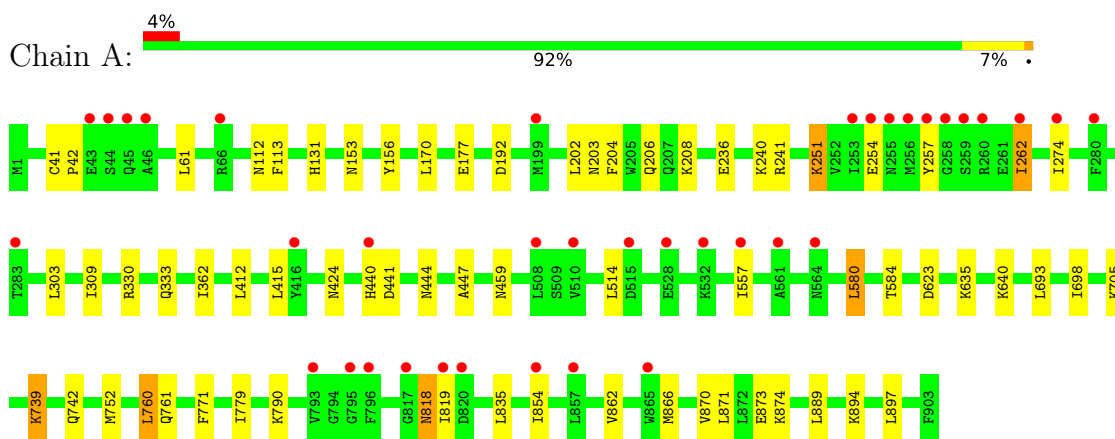 4%
Chain A:
92% 7% •
M1 C41 P42 E43 S44 Q45 A46 L61 R66 N112 F113 H131 N153 Y156 L170 E177 D192 M199 L202 N203 F204 W205 Q206 Q207 K208 E236 K240 R241 K251 V252 I253 E254 N255 M256 Y257 G258 S259 R260 E261 I262 I274 F280
T283 L303 I309 R330 Q333 I362 L412 L415 Y416 N424 H440 D441 N444 A447 N459 L508 S509 V510 L514 D515 E528 K532 I557 A561 N564 L580 T584 D623 K635 K640 L693 I698 K705
K739 Q742 M752 L760 Q761 F771 I779 K790 V793 G794 G795 F796 G817 N818 I819 D820 L835 I854 L857 V862 W865 M866 V870 L871 L872 E873 K874 L889 K894 L897 F903